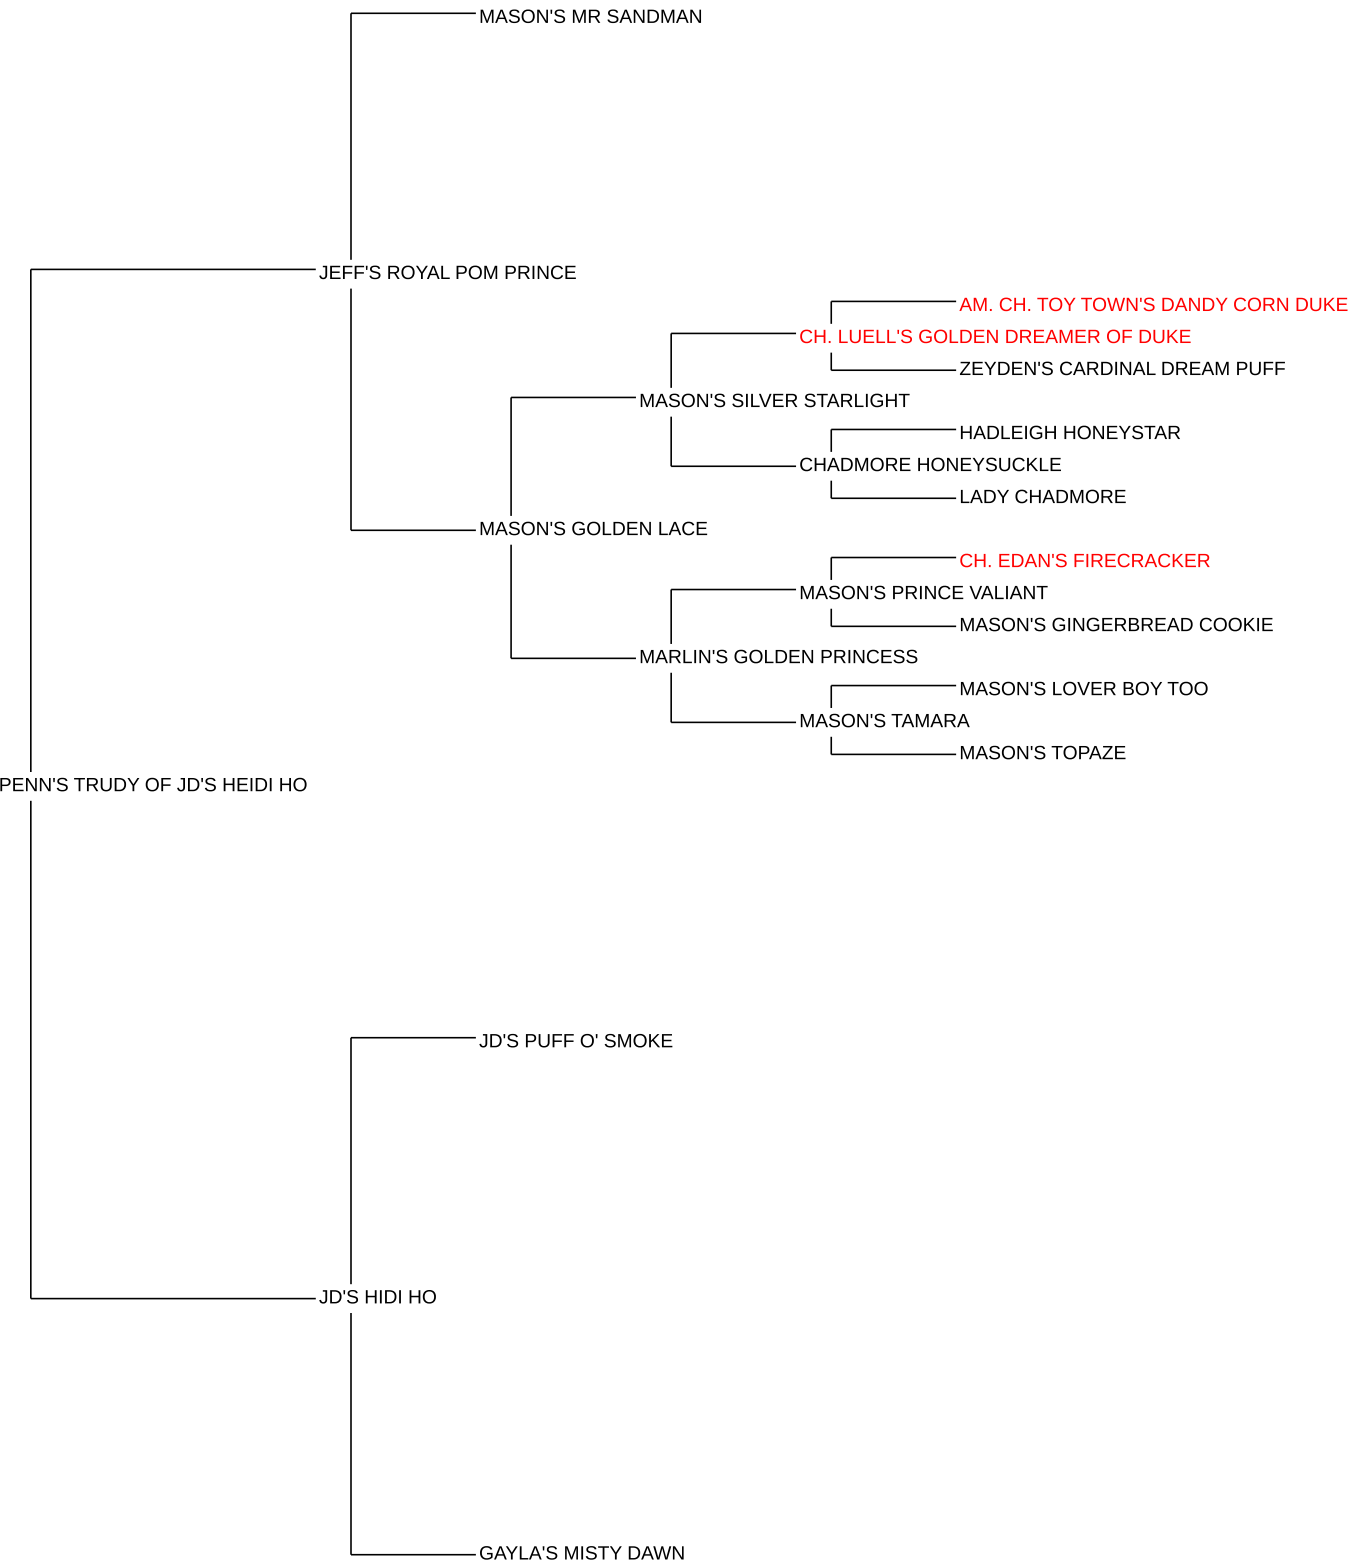 MASON'S MR SANDMAN
JEFF'S ROYAL POM PRINCE
AM. CH. TOY TOWN'S DANDY CORN DUKE
CH. LUELL'S GOLDEN DREAMER OF DUKE
ZEYDEN'S CARDINAL DREAM PUFF
MASON'S SILVER STARLIGHT
HADLEIGH HONEYSTAR
CHADMORE HONEYSUCKLE
LADY CHADMORE
MASON'S GOLDEN LACE
CH. EDAN'S FIRECRACKER
MASON'S PRINCE VALIANT
MASON'S GINGERBREAD COOKIE
MARLIN'S GOLDEN PRINCESS
MASON'S LOVER BOY TOO
MASON'S TAMARA
MASON'S TOPAZE
PENN'S TRUDY OF JD'S HEIDI HO
JD'S PUFF O' SMOKE
JD'S HIDI HO
GAYLA'S MISTY DAWN